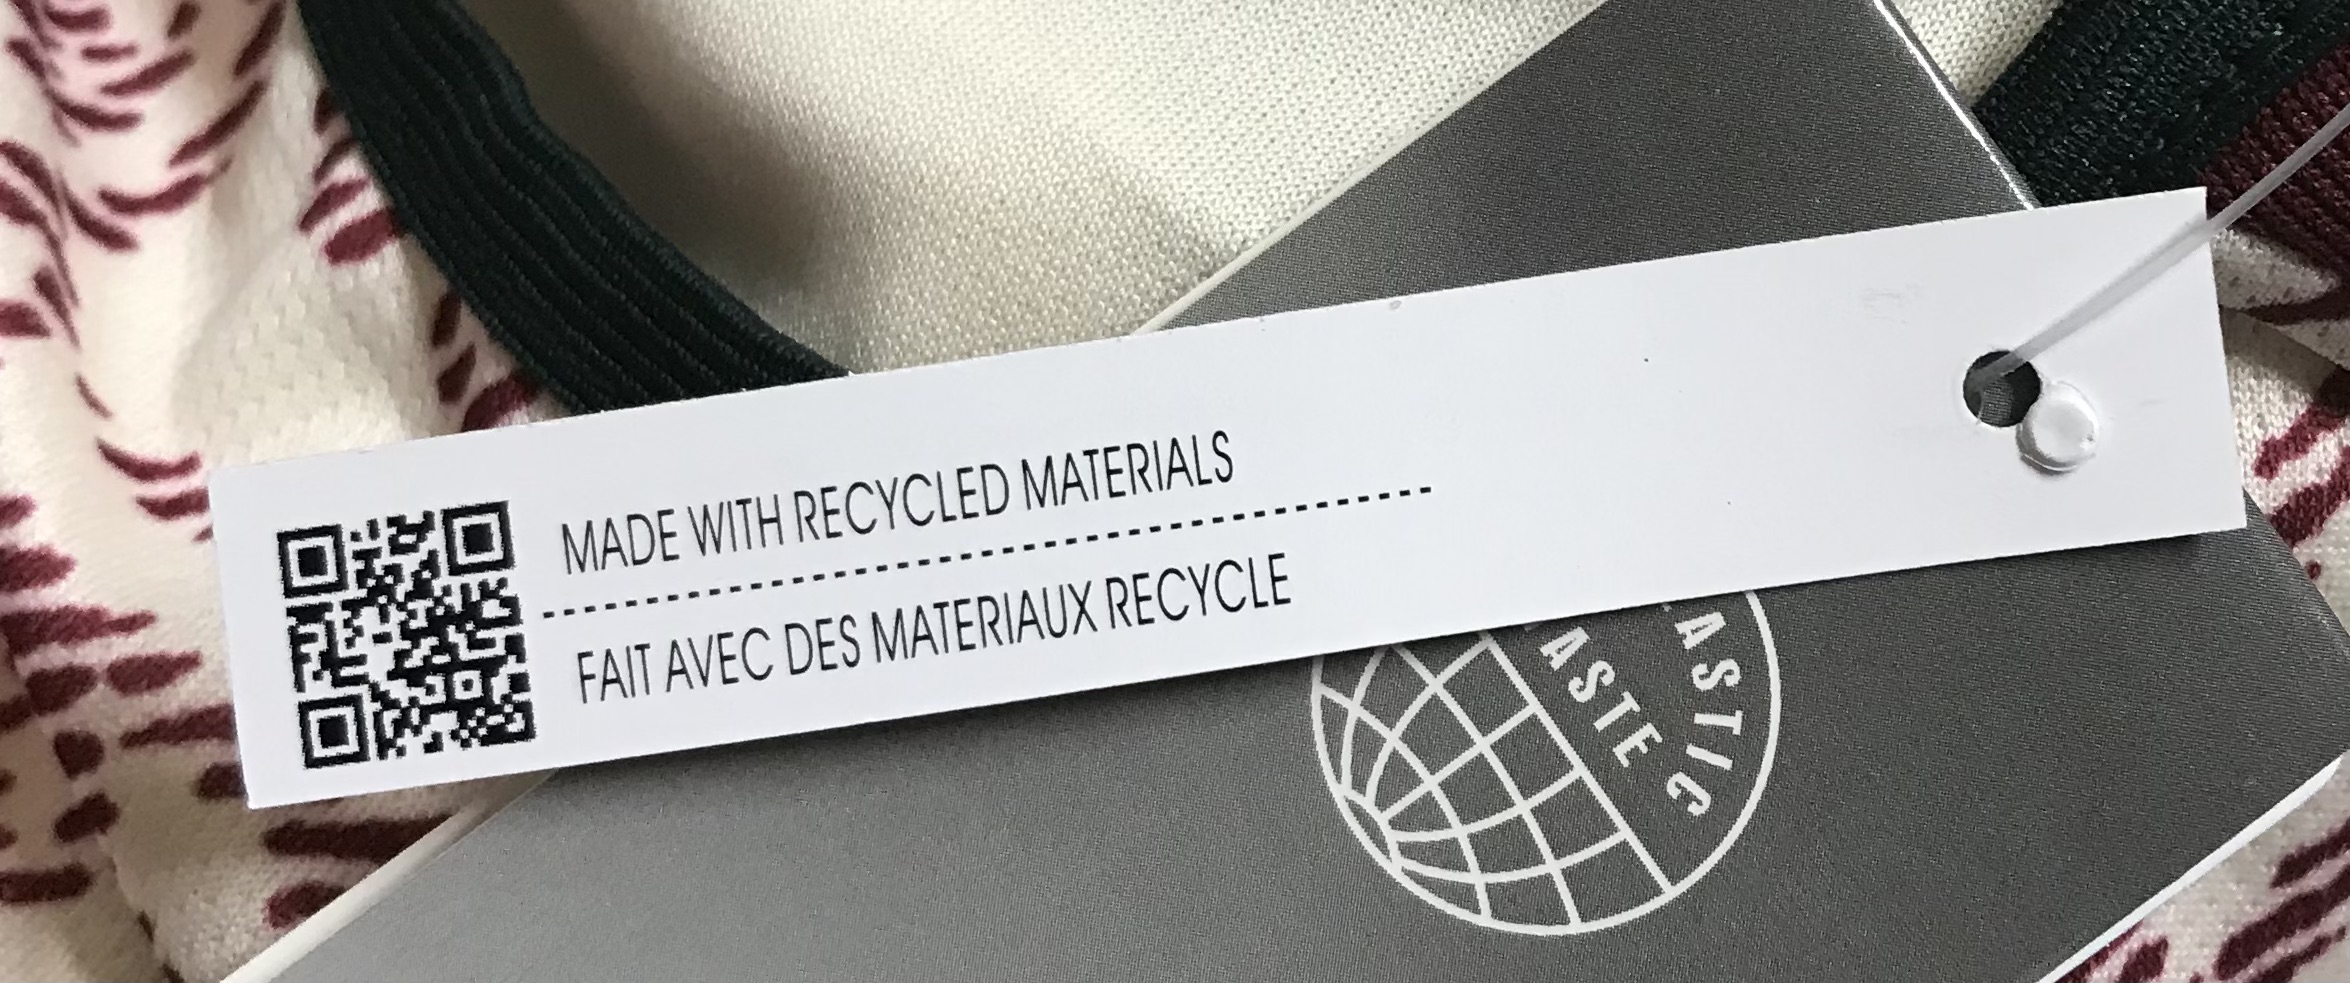 MADE WITH RECYCLED MATERIALS
FAIT AVEC DES MATERIAUX RECYCLE